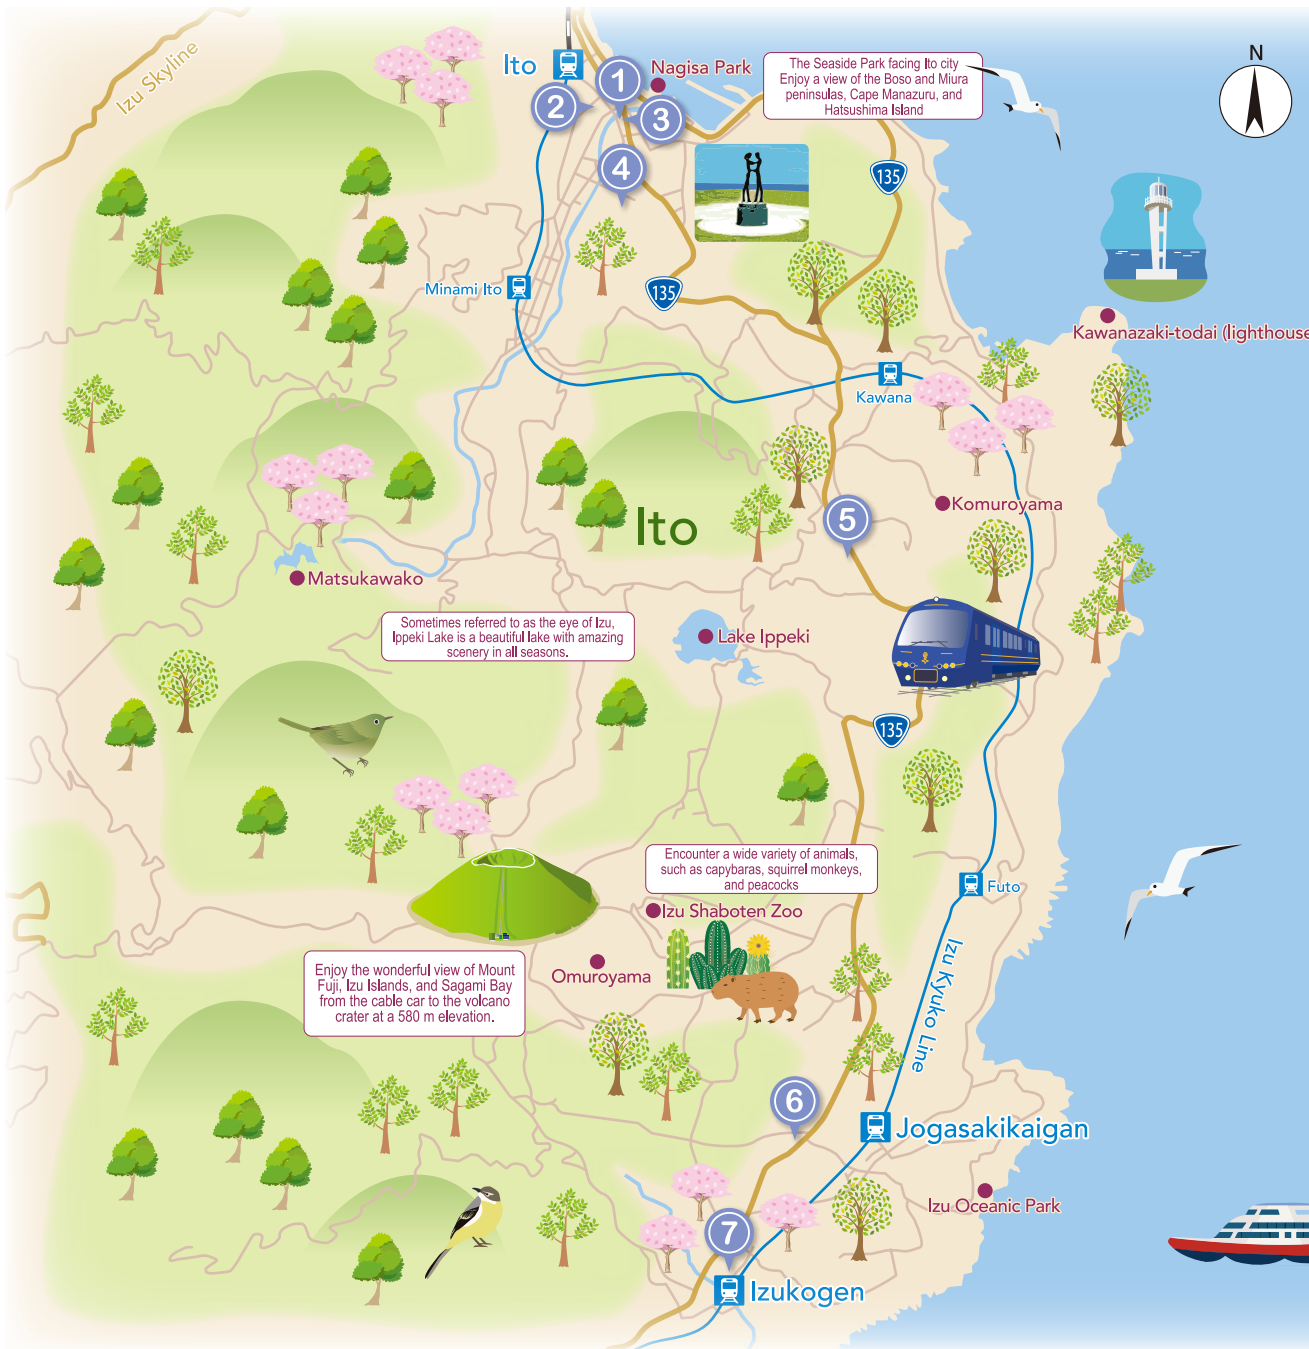 Izu Skyline
Ito
1
Nagisa Park
2
3
4
The Seaside Park facing Ito city
Enjoy a view of the Boso and Miura
peninsulas, Cape Manazuru, and
Hatsushima Island
N
135
Minami Ito
135
Kawanazaki-todai (lighthouse
Kawana
5
Komuroyama
Ito
Matsukawako
Sometimes referred to as the eye of Izu,
Ippeki Lake is a beautiful lake with amazing
scenery in all seasons.
Lake Ippeki
135
Encounter a wide variety of animals,
such as capybaras, squirrel monkeys,
and peacocks
Futo
Izu Shaboten Zoo
Omuroyama
Enjoy the wonderful view of Mount
Fuji, Izu Islands, and Sagami Bay
from the cable car to the volcano
crater at a 580 m elevation.
Izu Kyuko Line
6
Jogasakikaigan
Izu Oceanic Park
7
Izukogen